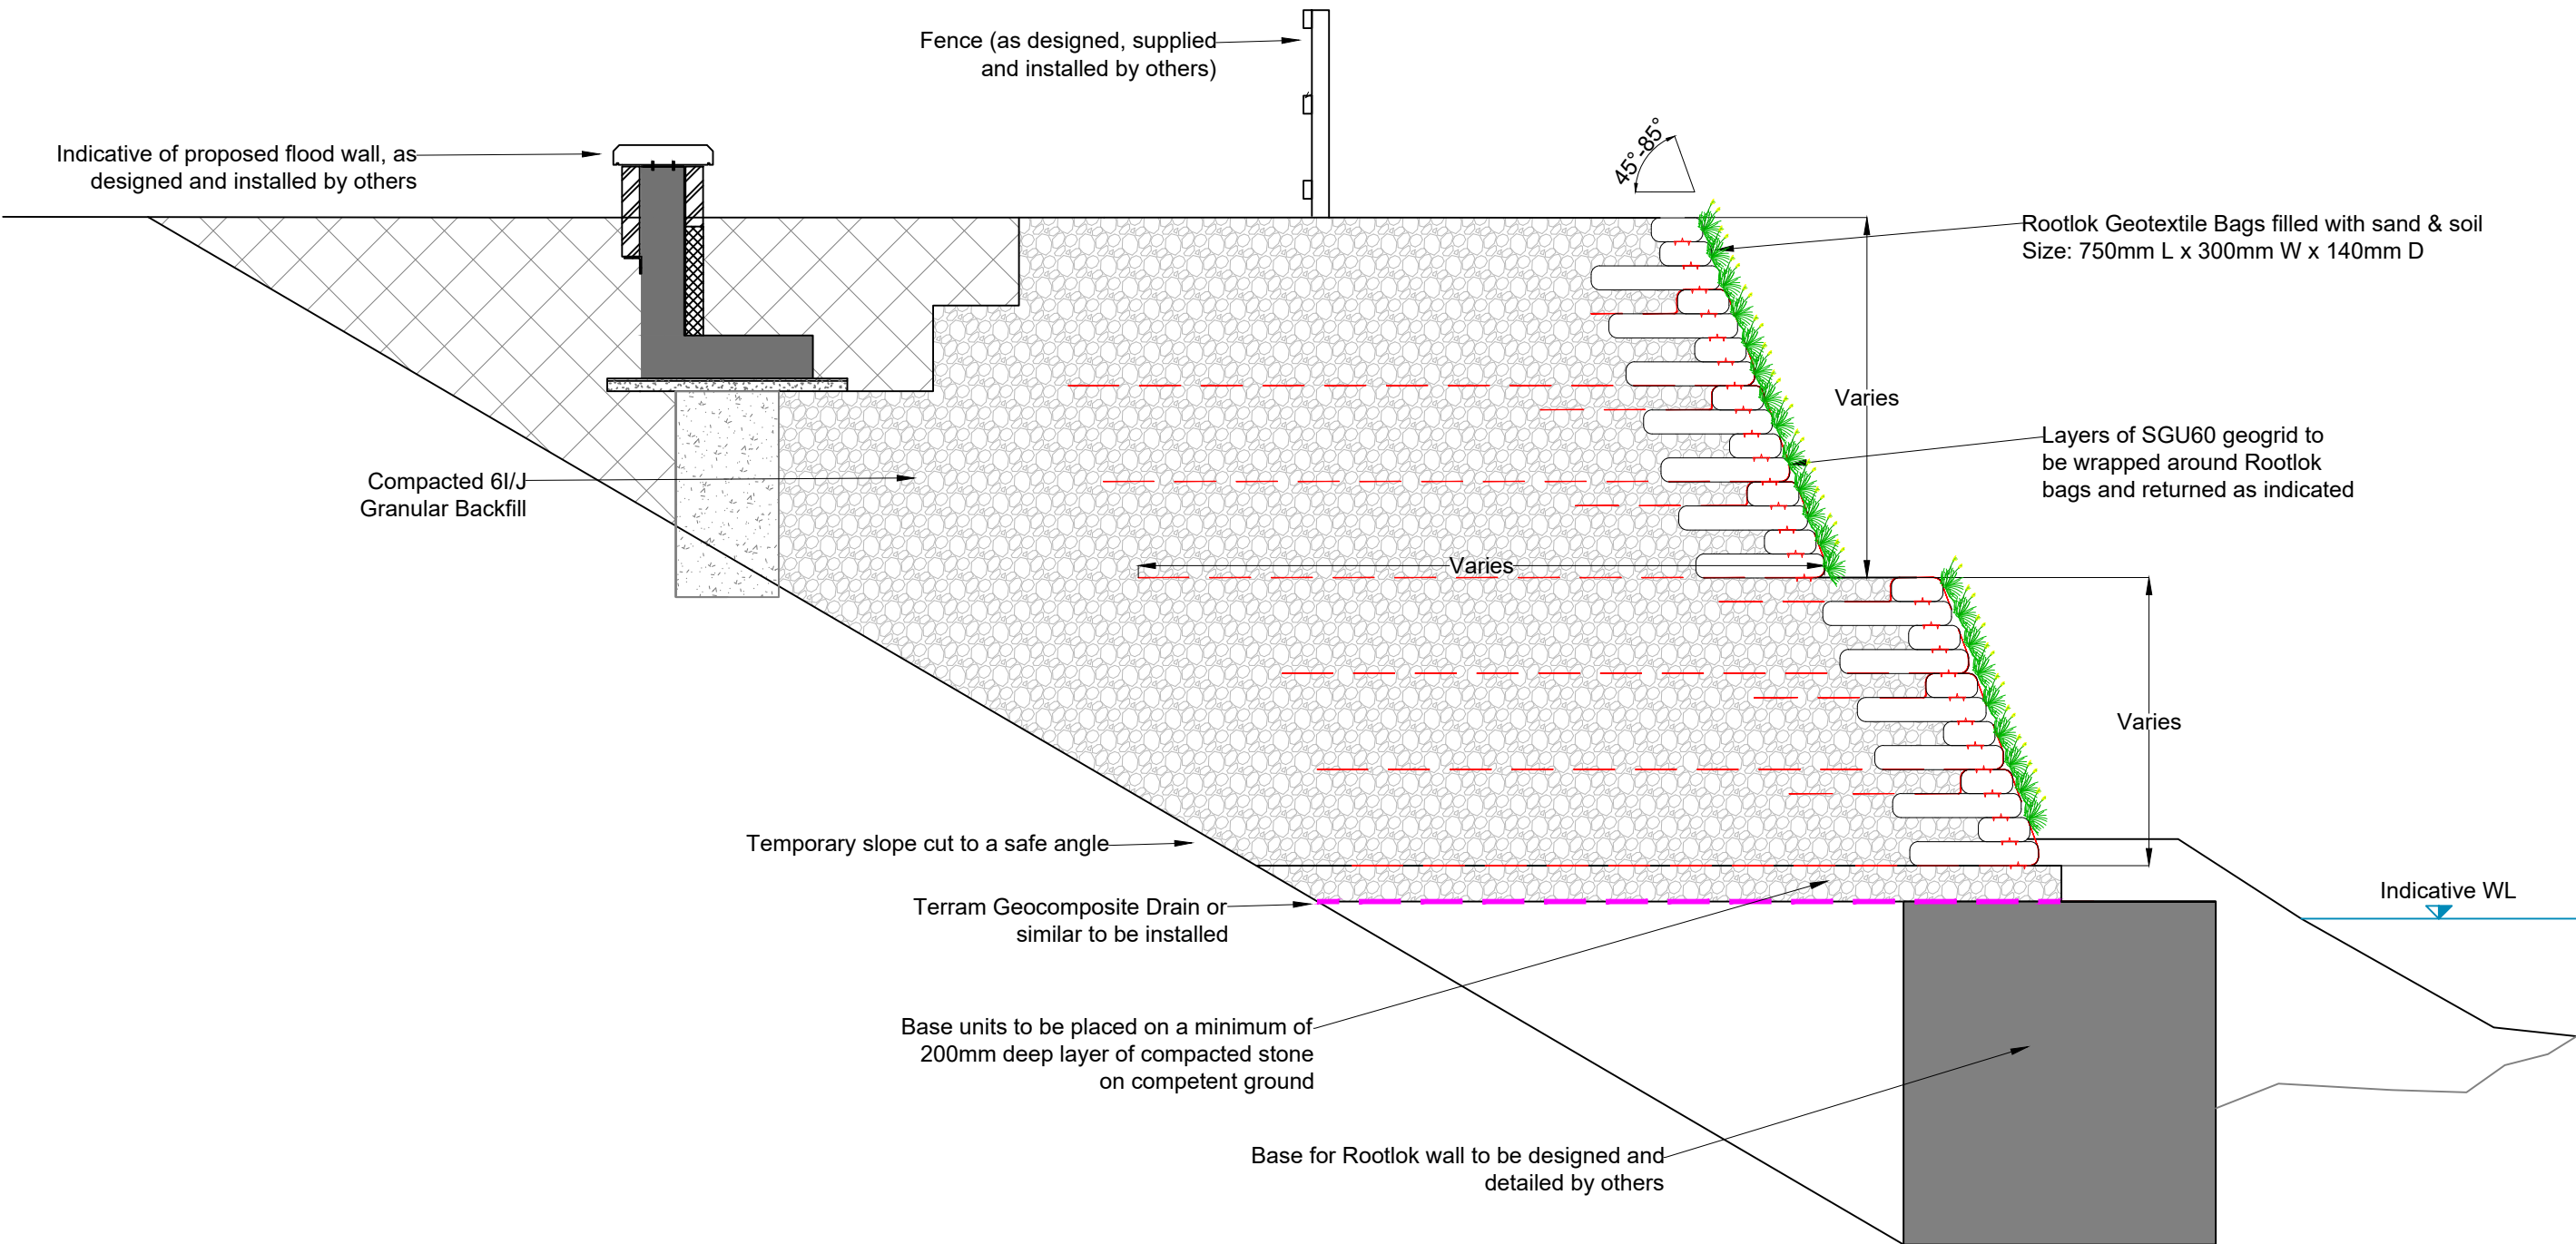 Fence (as designed, supplied
and installed by others)
Indicative of proposed flood wall, as
designed and installed by others
45°-85°
Rootlok Geotextile Bags filled with sand & soil
Size: 750mm L x 300mm W x 140mm D
Varies
Layers of SGU60 geogrid to
be wrapped around Rootlok
bags and returned as indicated
Compacted 6I/J
Granular Backfill
Varies
Varies
Temporary slope cut to a safe angle
Indicative WL
Terram Geocomposite Drain or
similar to be installed
Base units to be placed on a minimum of
200mm deep layer of compacted stone
on competent ground
Base for Rootlok wall to be designed and
detailed by others